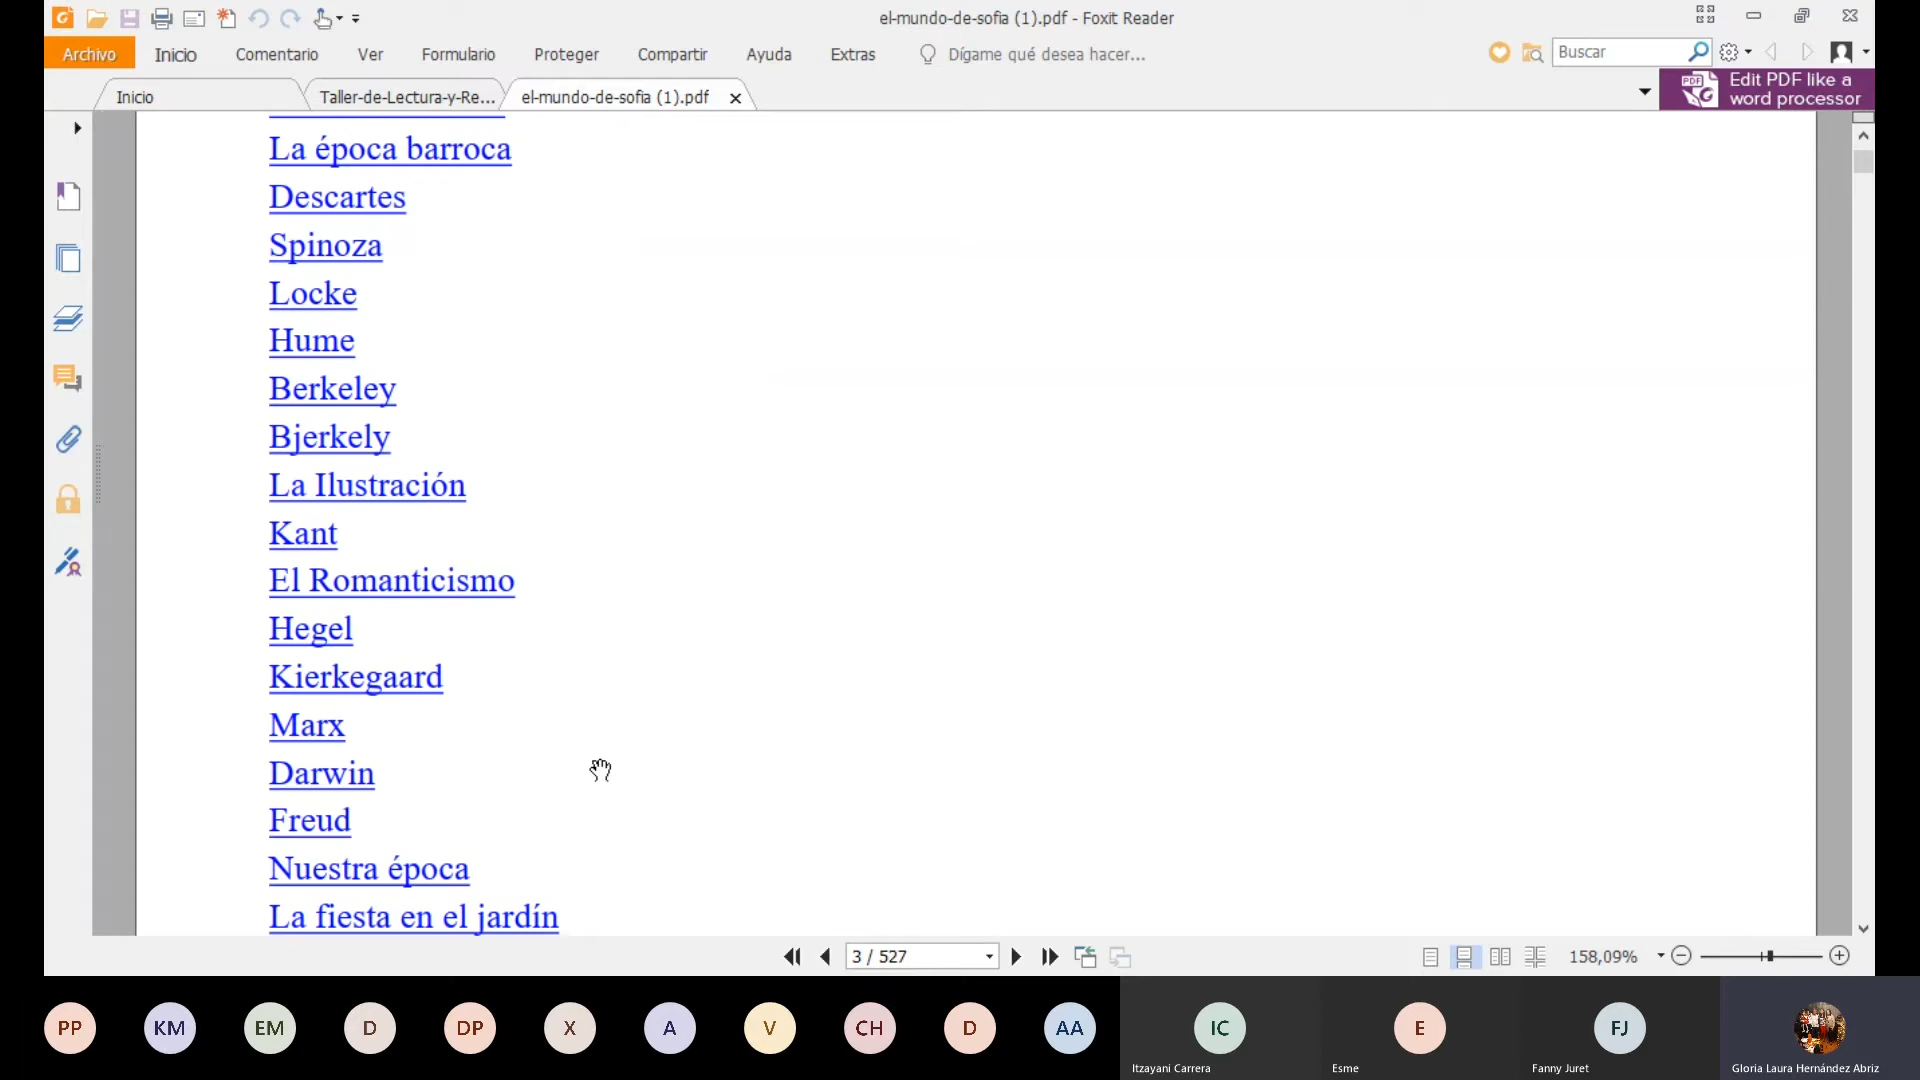 el-mundo-de-sofia (1).pdf - Foxit Reader
Archivo Inicio Comentario Ver Formulario Proteger Compartir Ayuda Extras Dígame qué desea hacer... Buscar
Inicio Taller-de-Lectura-y-Re... el-mundo-de-sofia (1).pdf
PDF Edit PDF like a
word processor
La época barroca
Descartes
Spinoza
Locke
Hume
Berkeley
Bjerkely
La Ilustración
Kant
El Romanticismo
Hegel
Kierkegaard
Marx
Darwin
Freud
Nuestra época
La fiesta en el jardín
3 / 527 158,09%
PP KM EM D DP X A V CH D AA IC E FJ
Itzayani Carrera Esme Fanny Juret Gloria Laura Hernández Abriz